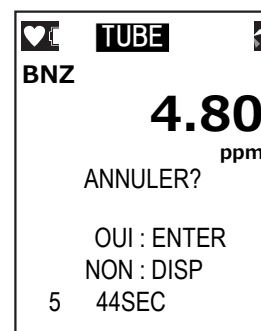 TUBE
BNZ
4.80
ppm
ANNULER?
OUI : ENTER
NON : DISP
5 44SEC